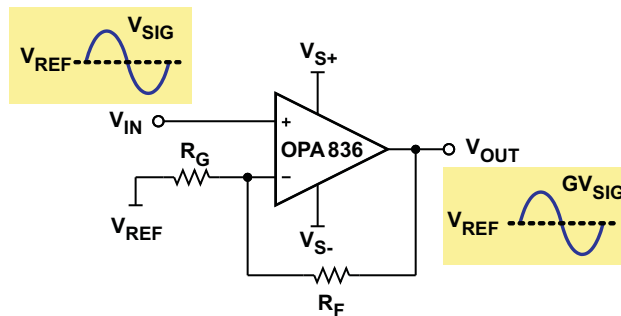 VSIG
VREF
VS+
VIN
+
OPA836
VOUT
RG
−
VREF
VS-
GVSIG
VREF
RF